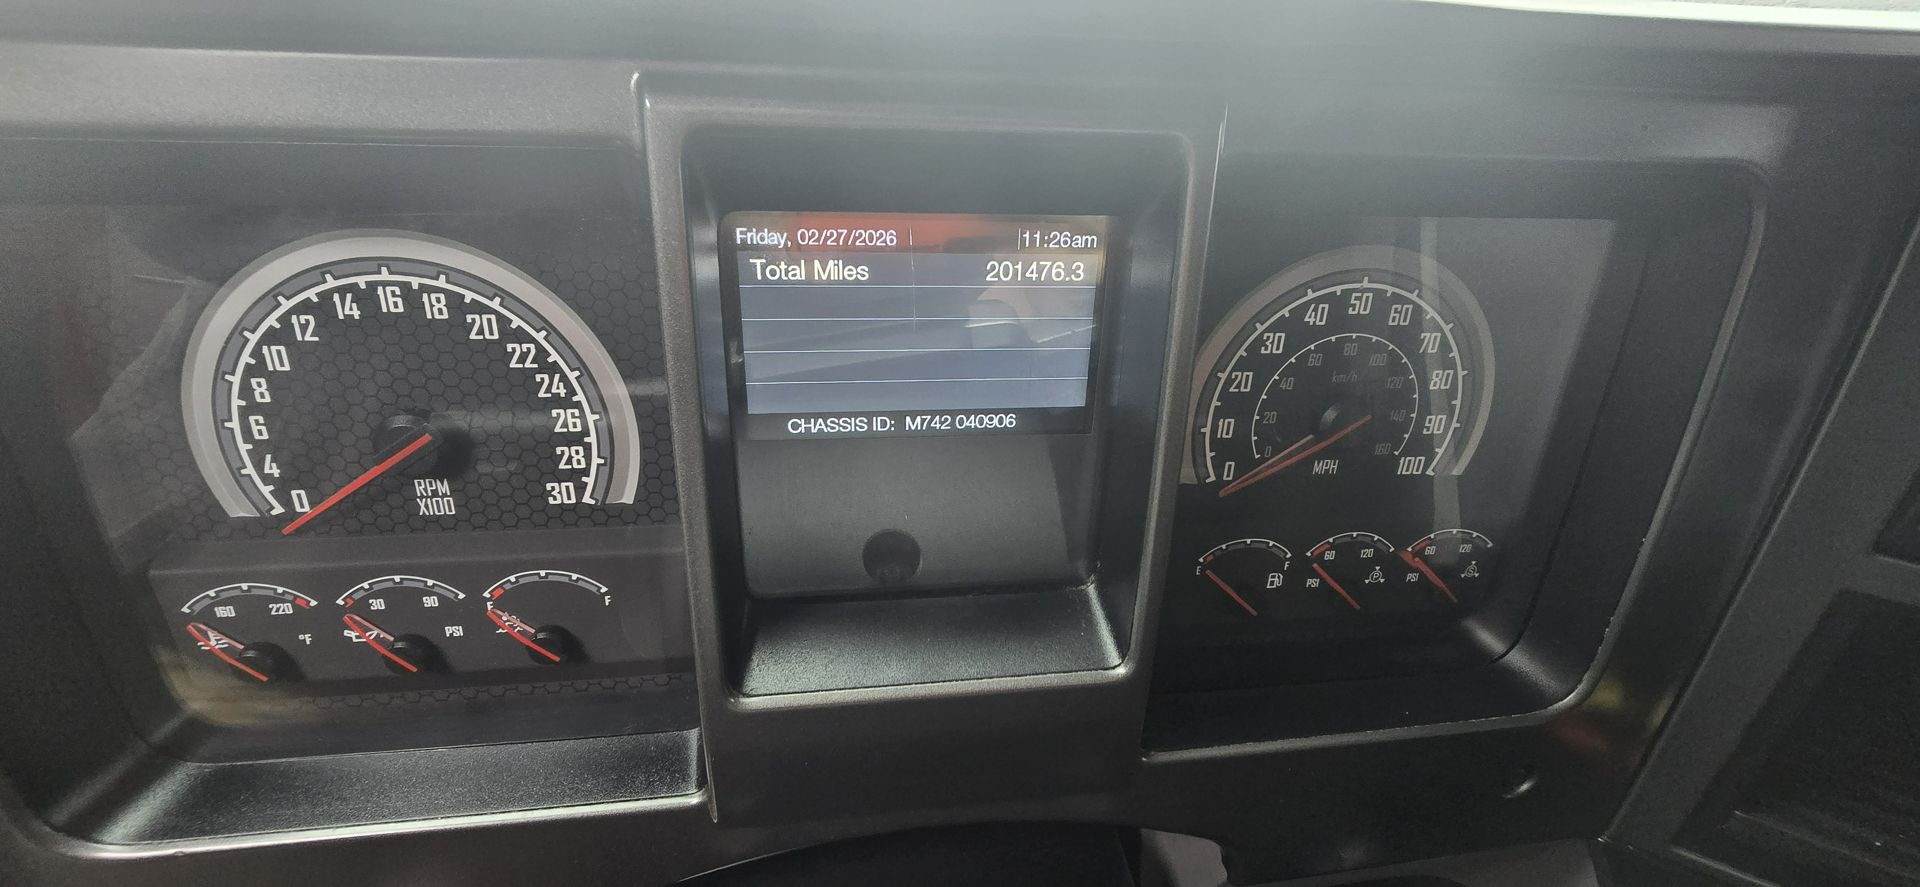 Friday, 02/27/2026 11:26am
Total Miles 201476.3
CHASSIS ID: M742 040906
0 4 6 8 10 12 14 16 18 20 22 24 26 28 30
RPM
X100
160 220
°F
30 90
PSI
E F
0 10 20 30 40 50 60 70 80 90 100
MPH
0 20 40 60 80 100 120 140 160
km/h
E F
60 120
PSI
P
60 120
PSI
S